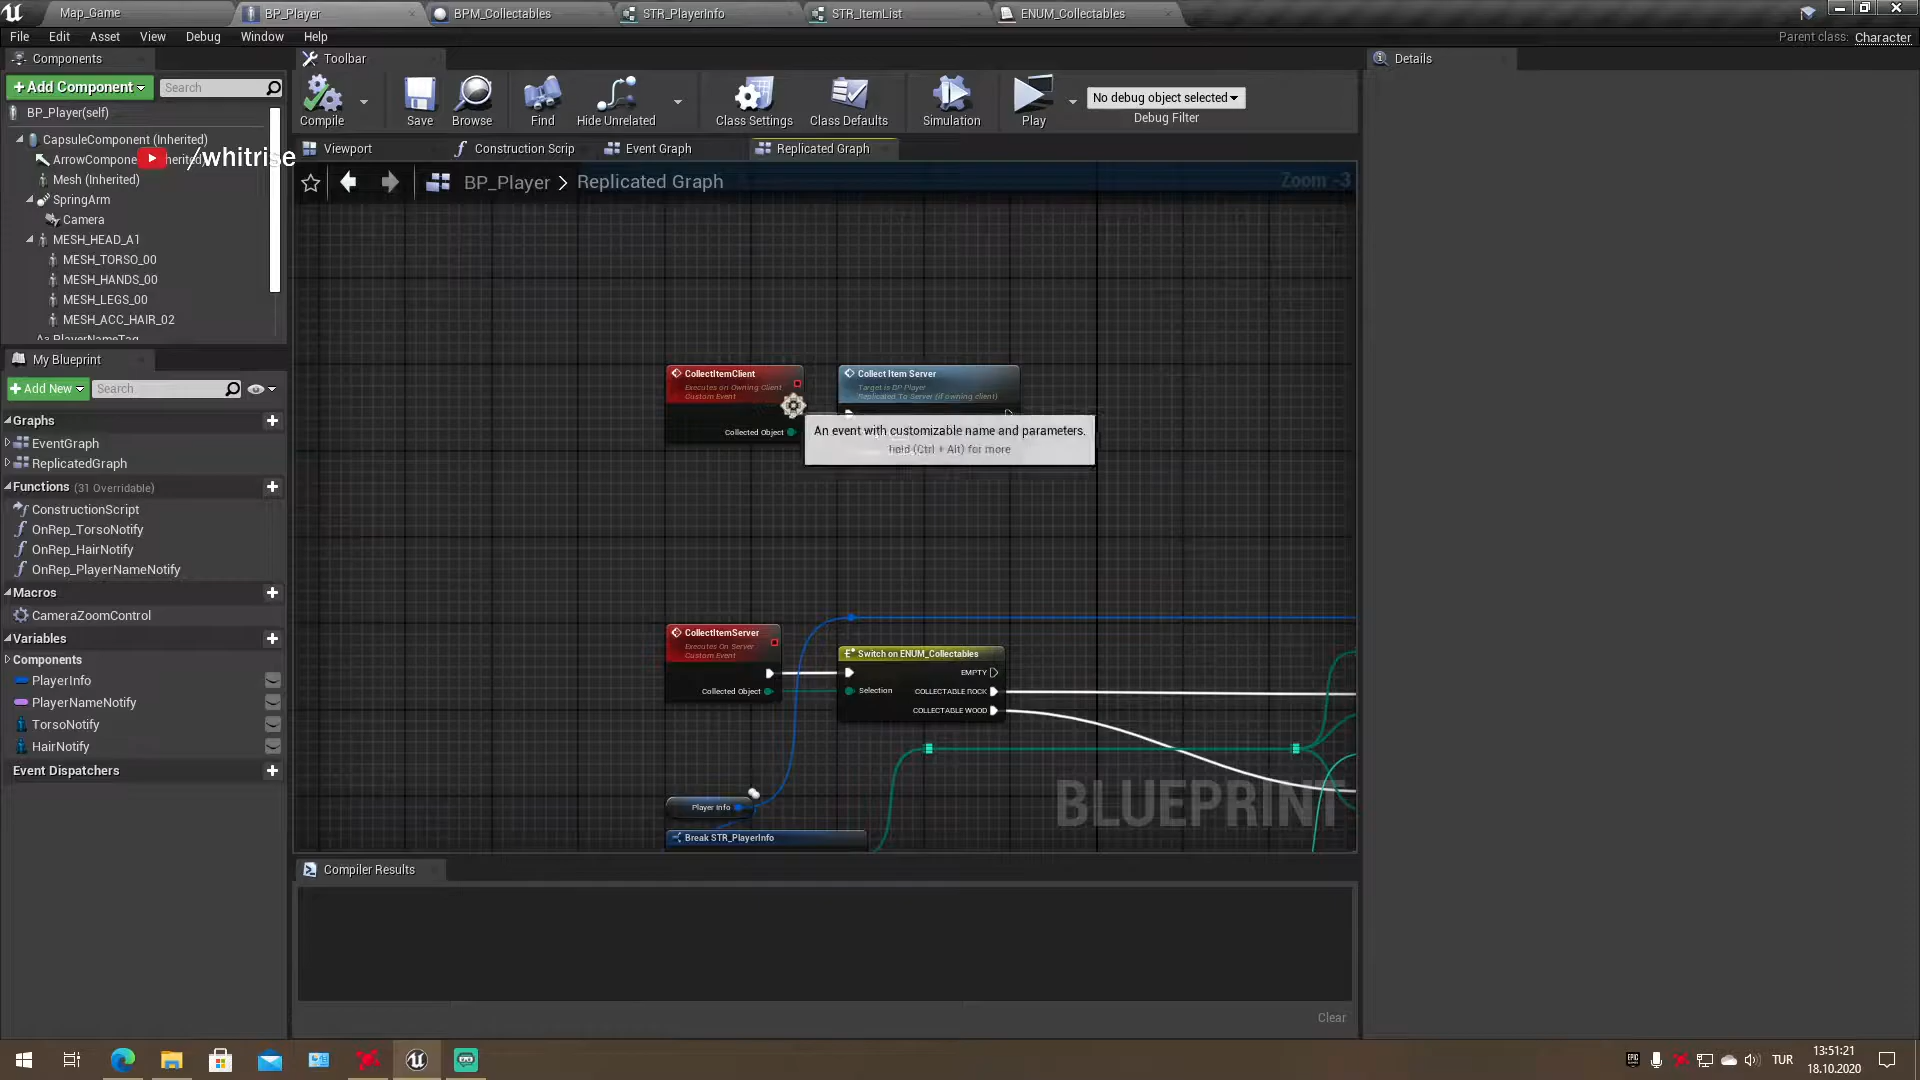 Map_Game
BP_Player
BPM_Collectables
STR_PlayerInfo
STR_ItemList
ENUM_Collectables
File Edit Asset View Debug Window Help
Parent class: Character
Components
Toolbar
Details
+Add Component
Search
BP_Player(self)
CapsuleComponent (Inherited)
/whitrise
Mesh (Inherited)
SpringArm
Camera
MESH_HEAD_A1
MESH_TORSO_00
MESH_HANDS_00
MESH_LEGS_00
MESH_ACC_HAIR_02
PlayerNameTag
Compile
Save
Browse
Find
Hide Unrelated
Class Settings
Class Defaults
Simulation
Play
No debug object selected
Debug Filter
Viewport
Construction Scrip
Event Graph
Replicated Graph
BP_Player > Replicated Graph
Zoom -3
My Blueprint
+Add New
Search
Graphs
EventGraph
ReplicatedGraph
Functions (31 Overridable)
ConstructionScript
OnRep_TorsoNotify
OnRep_HairNotify
OnRep_PlayerNameNotify
Macros
CameraZoomControl
Variables
Components
PlayerInfo
PlayerNameNotify
TorsoNotify
HairNotify
Event Dispatchers
CollectItemClient
Executes on Owning Client
Custom Event
Collected Object
Collect Item Server
Target is BP Player
Replicated To Server (if owning client)
An event with customizable name and parameters.
hold (Ctrl + Alt) for more
CollectItemServer
Executes On Server
Custom Event
Collected Object
Switch on ENUM_Collectables
EMPTY
Selection
COLLECTABLE ROCK
COLLECTABLE WOOD
Player Info
Break STR_PlayerInfo
BLUEPRINT
Compiler Results
Clear
TUR
13:51:21
18.10.2020